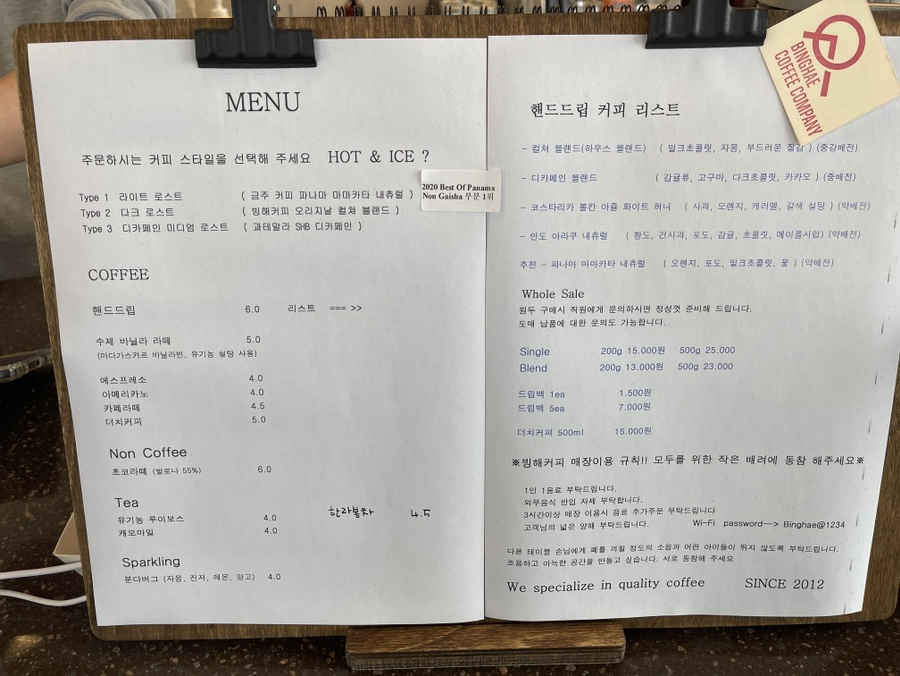 MENU
주문하시는 커피 스타일을 선택해 주세요 HOT & ICE ?
Type 1 라이트 로스트 ( 금주 커피 파나마 마마카타 내츄럴 )
Type 2 다크 로스트 ( 빙해커피 오리지날 컬쳐 블랜드 )
Type 3 디카페인 미디엄 로스트 ( 과테말라 SHB 디카페인 )
2020 Best Of Panama
Non Gaisha 부문 1위
COFFEE
핸드드립 6.0 리스트 === >>
수제 바닐라 라떼 5.0
(마다가스카르 바닐라빈, 유기농 설탕 사용)
에스프레소 4.0
아메리카노 4.0
카페라떼 4.5
더치커피 5.0
Non Coffee
초코라떼 (발로나 55%) 6.0
Tea
유기농 루이보스 4.0
캐모마일 4.0
한라봉차 4.5
Sparkling
분다버그 (자몽, 진저, 레몬, 망고) 4.0
핸드드립 커피 리스트
- 컬쳐 블랜드(하우스 블랜드) ( 밀크초콜릿, 자몽, 부드러운 질감 ) (중강배전)
- 디카페인 블랜드 ( 감귤류, 고구마, 다크초콜릿, 카카오 ) (중배전)
- 코스타리카 볼칸 아즐 화이트 허니 ( 사과, 오렌지, 캐러멜, 갈색 설탕 ) (약배전)
- 인도 아라쿠 내츄럴 ( 황도, 건사과, 포도, 감귤, 초콜릿, 메이플시럽) (약배전)
추천 - 파나마 마마카타 내츄럴 ( 오렌지, 포도, 밀크초콜릿, 꽃 ) (약배전)
Whole Sale
원두 구매시 직원에게 문의하시면 정성껏 준비해 드립니다.
도매 납품에 대한 문의도 가능합니다.
Single 200g 15.000원 500g 25.000
Blend 200g 13.000원 500g 23.000
드립백 1ea 1.500원
드립백 5ea 7.000원
더치커피 500ml 15.000원
※빙해커피 매장이용 규칙!! 모두를 위한 작은 배려에 동참 해주세요※
1인 1음료 부탁드립니다.
외부음식 반입 자제 부탁합니다.
3시간이상 매장 이용시 음료 추가주문 부탁드립니다
고객님의 넓은 양해 부탁드립니다. Wi-Fi password--> Binghae@1234
다른 테이블 손님에게 폐를 끼칠 정도의 소음과 어린 아이들이 뛰지 않도록 부탁드립니다.
조용하고 아늑한 공간을 만들고 싶습니다. 서로 동참해 주세요
We specialize in quality coffee SINCE 2012
BINGHAE
COFFEE COMPANY